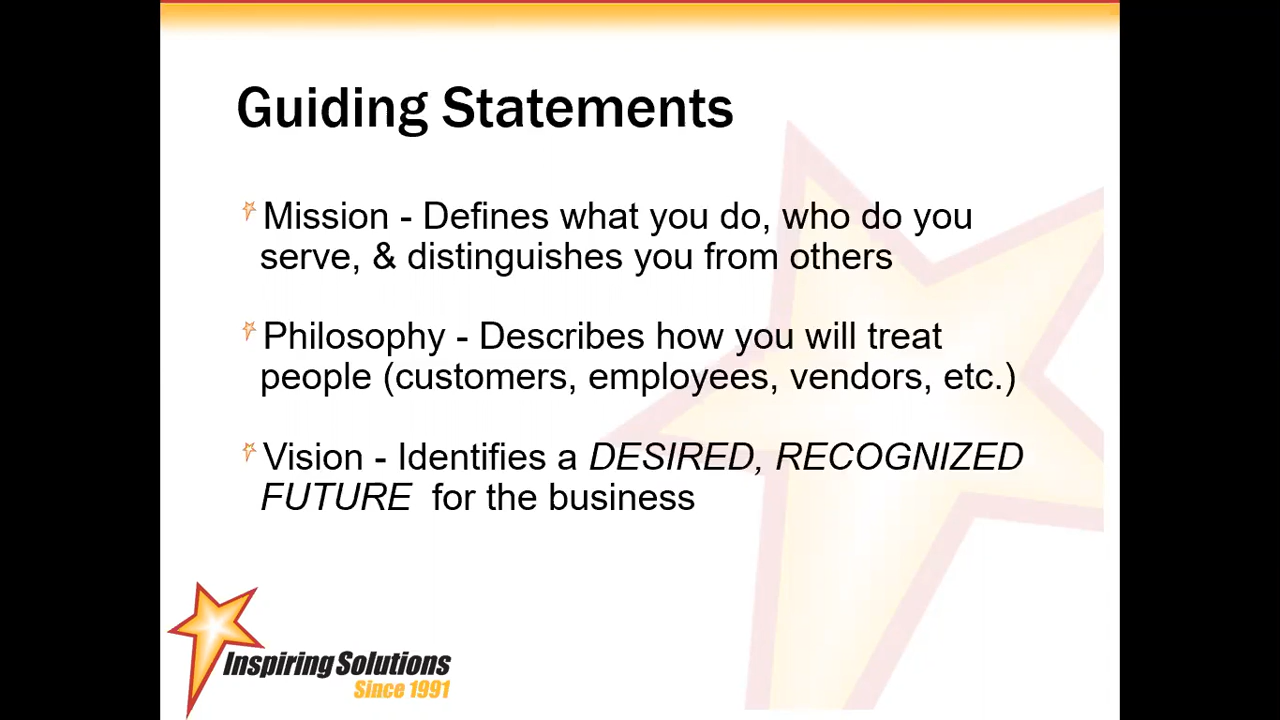 Guiding Statements
Mission - Defines what you do, who do you
serve, & distinguishes you from others
Philosophy - Describes how you will treat
people (customers, employees, vendors, etc.)
Vision - Identifies a DESIRED, RECOGNIZED
FUTURE for the business
Inspiring Solutions
Since 1991